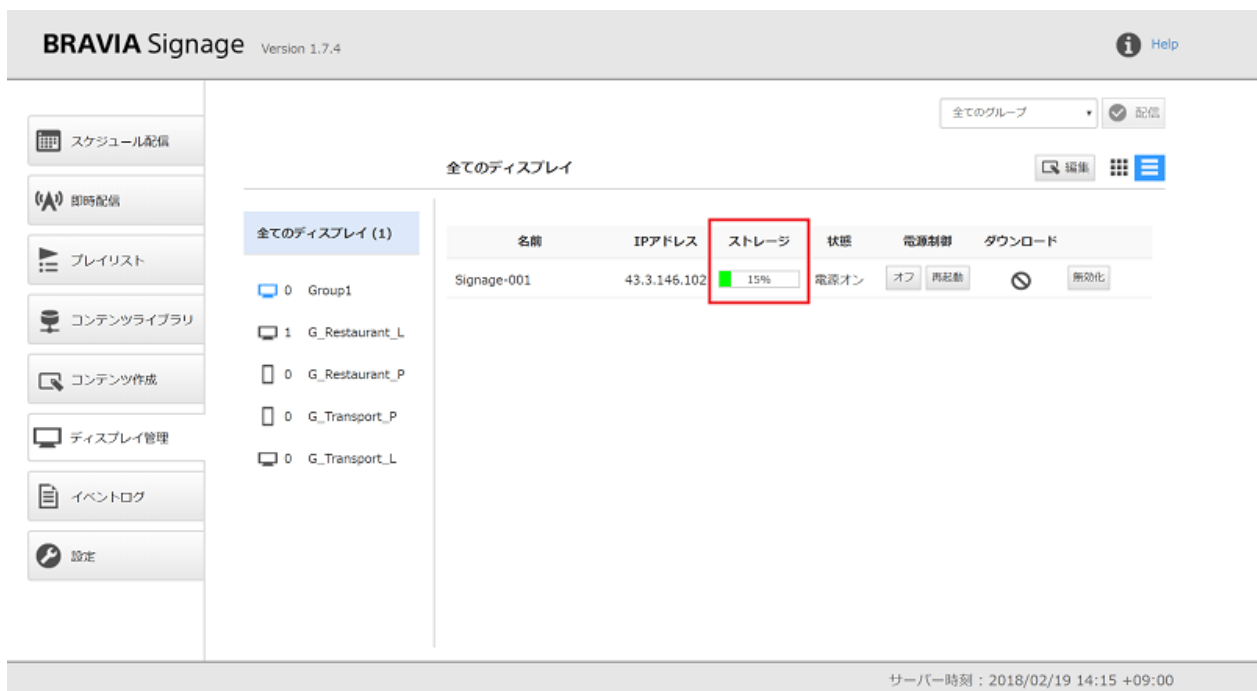 BRAVIA Signage Version 1.7.4
Help
全てのグループ
配信
スケジュール配信
即時配信
プレイリスト
コンテンツライブラリ
コンテンツ作成
ディスプレイ管理
イベントログ
設定
全てのディスプレイ
編集
全てのディスプレイ (1)
0 Group1
1 G_Restaurant_L
0 G_Restaurant_P
0 G_Transport_P
0 G_Transport_L
名前 IPアドレス ストレージ 状態 電源制御 ダウンロード
Signage-001 43.3.146.102 15% 電源オン オフ 再起動 無効化
サーバー時刻 : 2018/02/19 14:15 +09:00